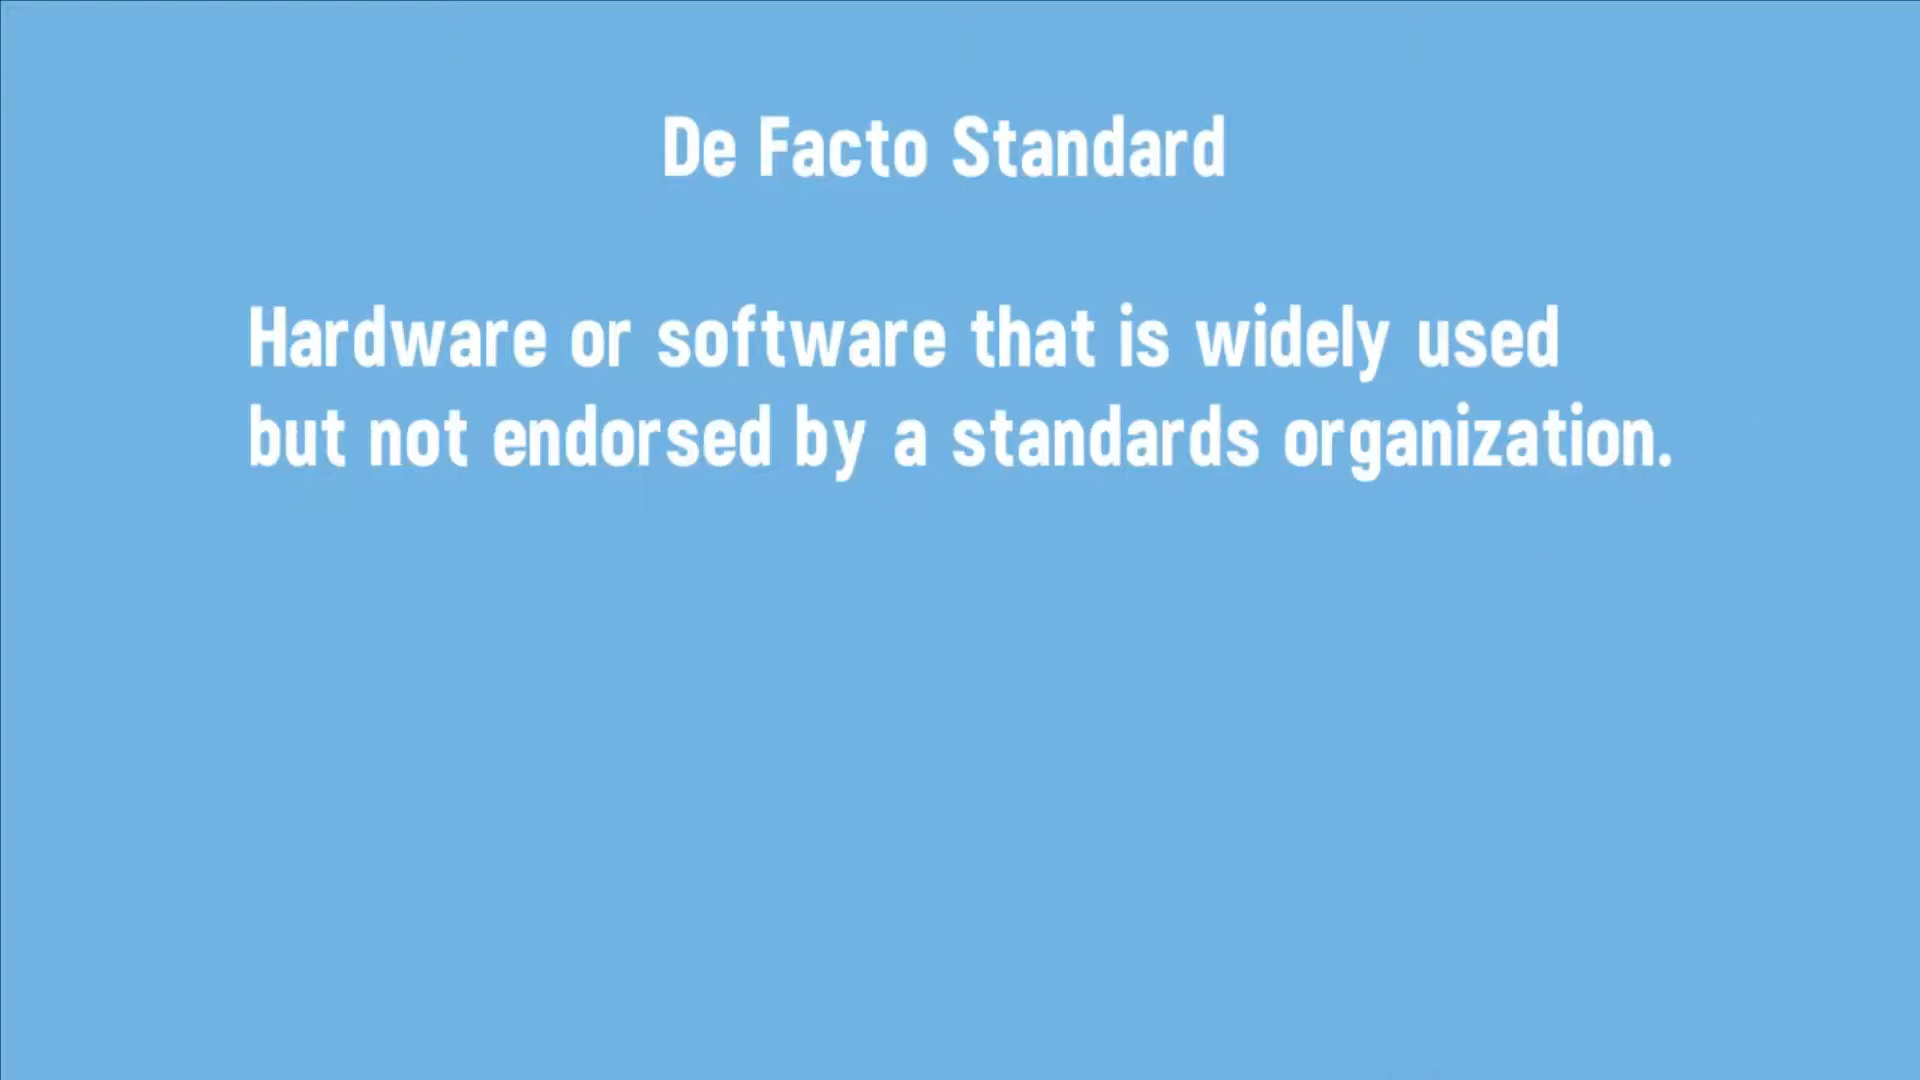 De Facto Standard
Hardware or software that is widely used
but not endorsed by a standards organization.